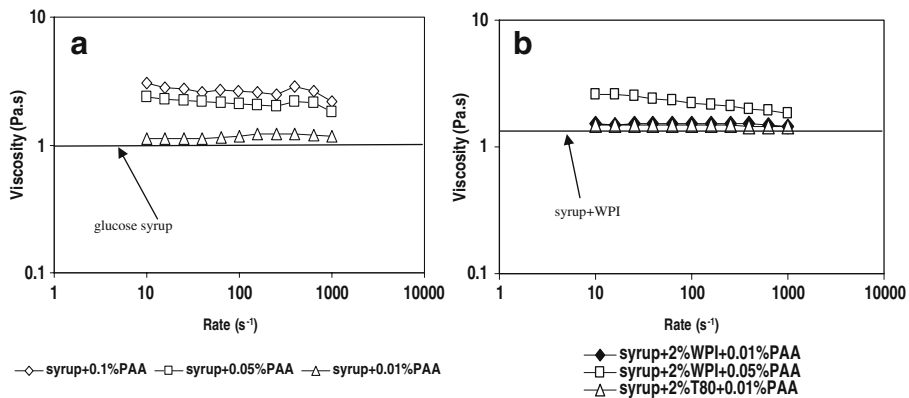 a
10
1
0.1
Viscosity (Pa.s)
glucose syrup
1 10 100 1000 10000
Rate (s⁻¹)
syrup+0.1%PAA syrup+0.05%PAA syrup+0.01%PAA
b
10
1
0.1
Viscosity (Pa.s)
syrup+WPI
1 10 100 1000 10000
Rate (s⁻¹)
syrup+2%WPI+0.01%PAA
syrup+2%WPI+0.05%PAA
syrup+2%T80+0.01%PAA